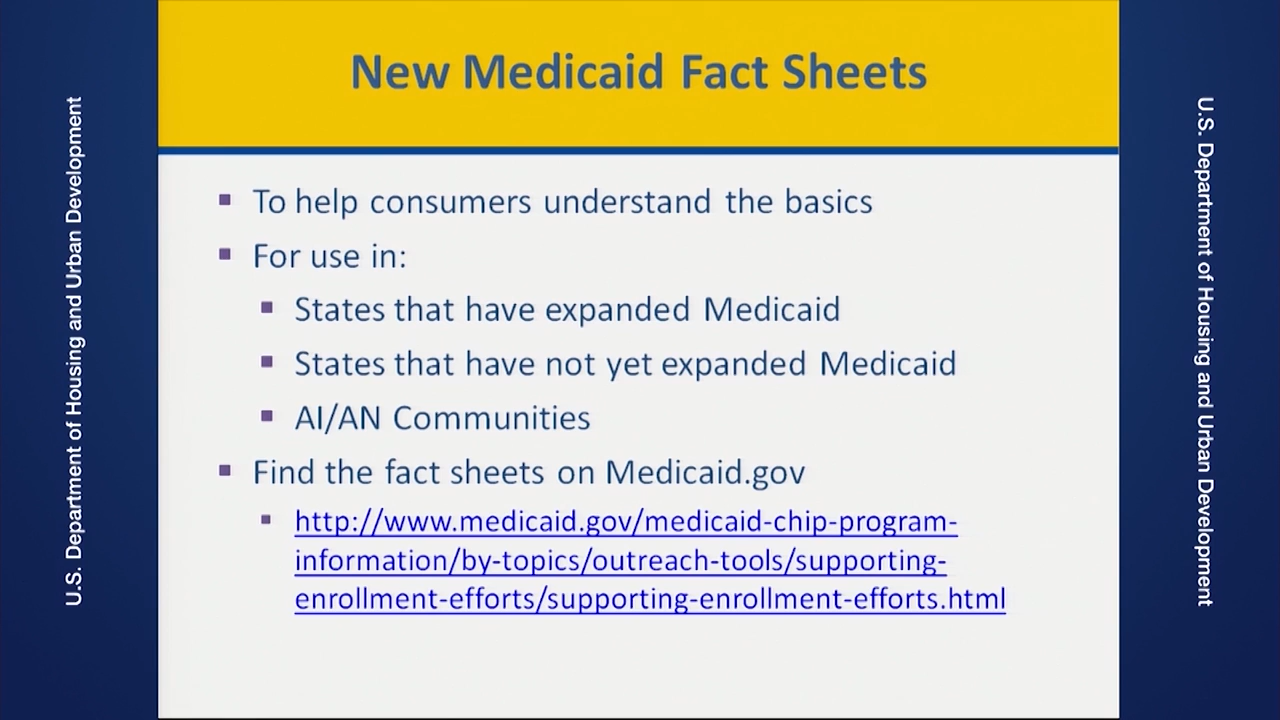 U.S. Department of Housing and Urban Development
New Medicaid Fact Sheets
To help consumers understand the basics
For use in:
States that have expanded Medicaid
States that have not yet expanded Medicaid
AI/AN Communities
Find the fact sheets on Medicaid.gov
http://www.medicaid.gov/medicaid-chip-program-
information/by-topics/outreach-tools/supporting-
enrollment-efforts/supporting-enrollment-efforts.html
U.S. Department of Housing and Urban Development